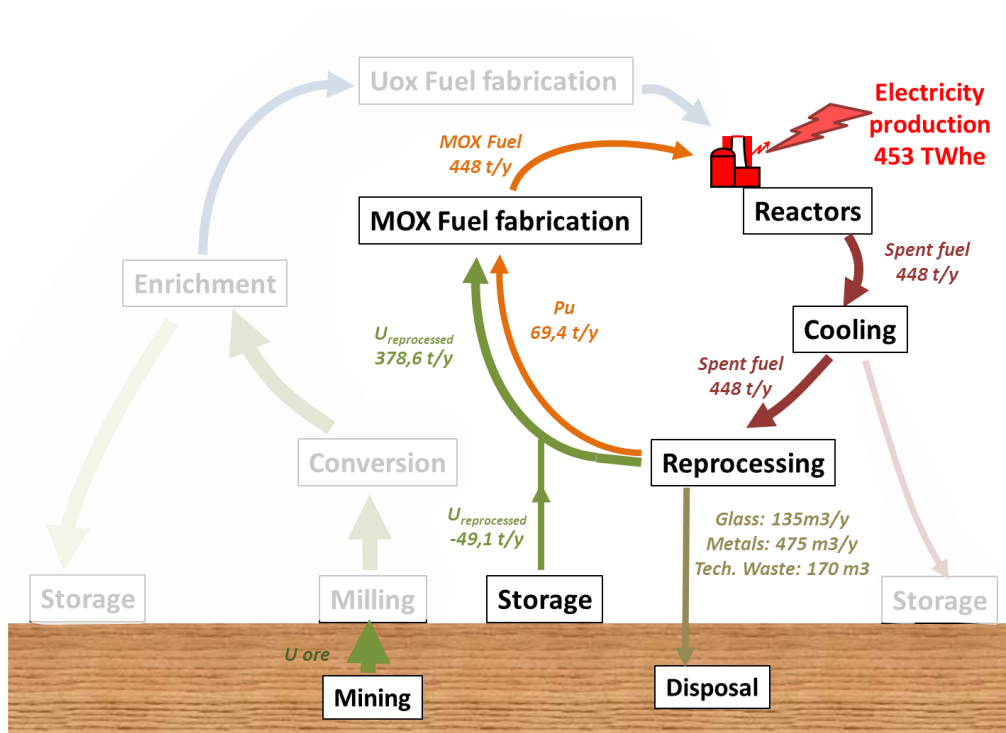 Uox Fuel fabrication
Electricity
production
453 TWhe
MOX Fuel
448 t/y
MOX Fuel fabrication
Reactors
Spent fuel
448 t/y
Enrichment
Pu
69,4 t/y
Ureprocessed
378,6 t/y
Cooling
Spent fuel
448 t/y
Conversion
Reprocessing
Ureprocessed
-49,1 t/y
Glass: 135m3/y
Metals: 475 m3/y
Tech. Waste: 170 m3
Storage
Milling
Storage
Storage
U ore
Mining
Disposal